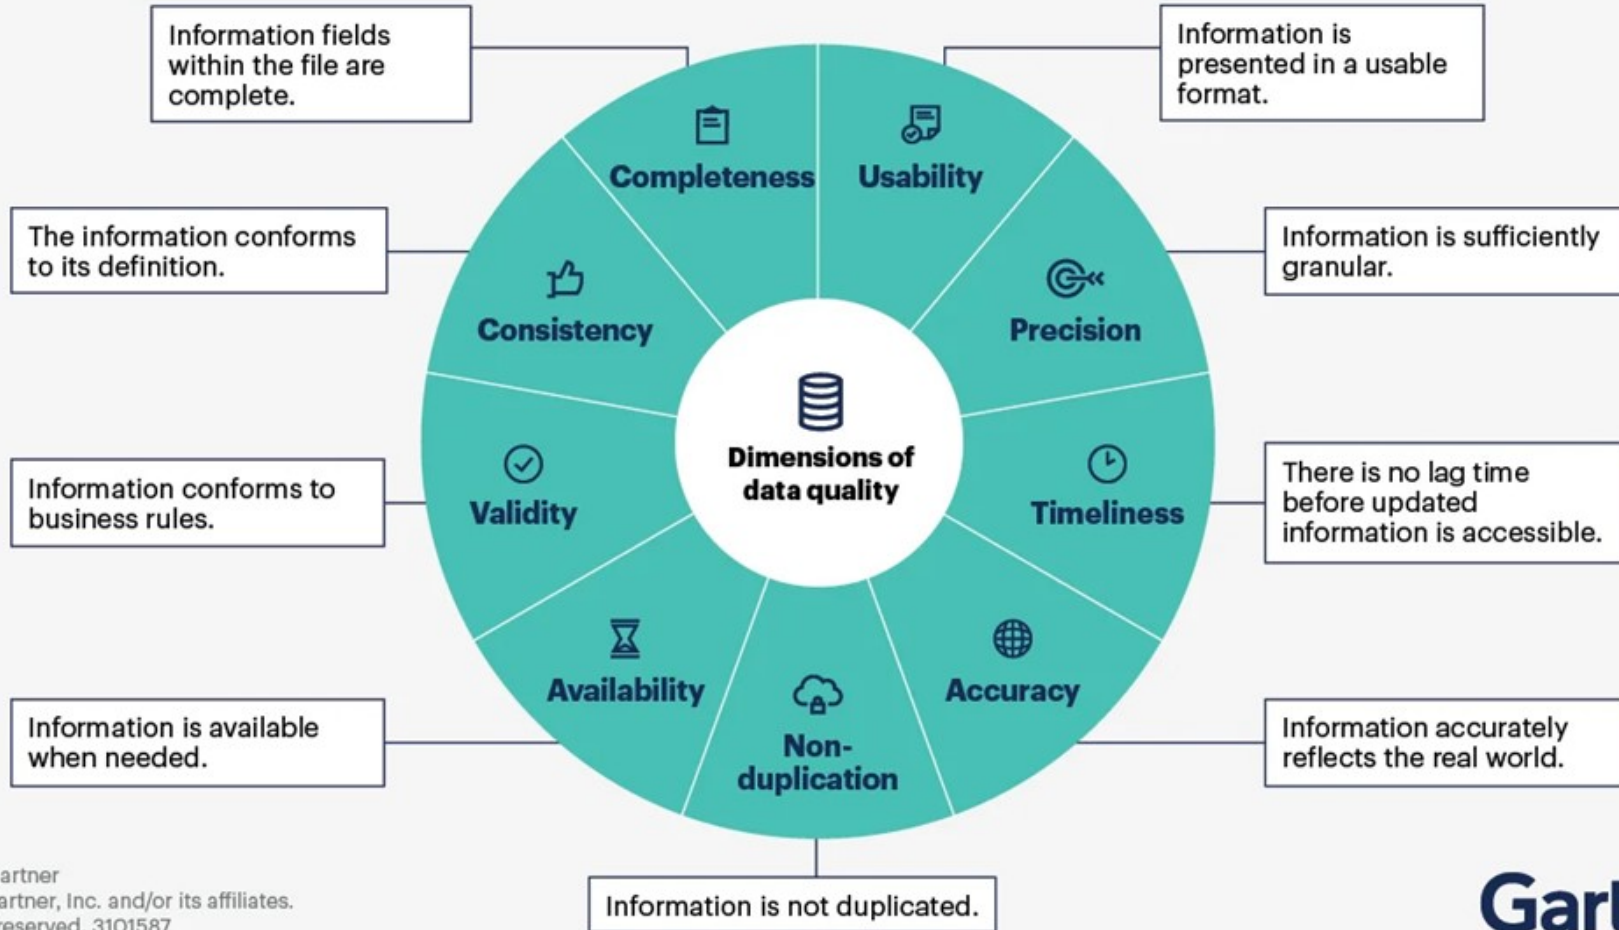 Information fields
within the file are
complete.
Information is
presented in a usable
format.
Completeness
Usability
The information conforms
to its definition.
Information is sufficiently
granular.
Consistency
Precision
Dimensions of
data quality
Information conforms to
business rules.
Validity
Timeliness
There is no lag time
before updated
information is accessible.
Availability
Accuracy
Non-
duplication
Information is available
when needed.
Information accurately
reflects the real world.
Information is not duplicated.
artner
artner, Inc. and/or its affiliates.
reserved. 3101587
Gart